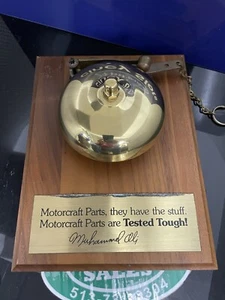 Motorcraft Parts, they have the stuff.
Motorcraft Parts are Tested Tough!
Muhammad Ali
SALES